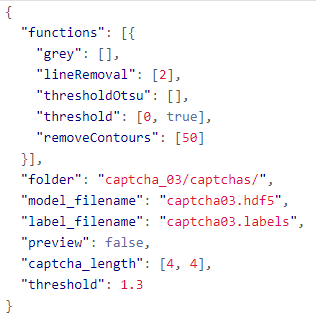 {
  "functions": [{
    "grey": [],
    "lineRemoval": [2],
    "thresholdOtsu": [],
    "threshold": [0, true],
    "removeContours": [50]
  }],
  "folder": "captcha_03/captchas/",
  "model_filename": "captcha03.hdf5",
  "label_filename": "captcha03.labels",
  "preview": false,
  "captcha_length": [4, 4],
  "threshold": 1.3
}